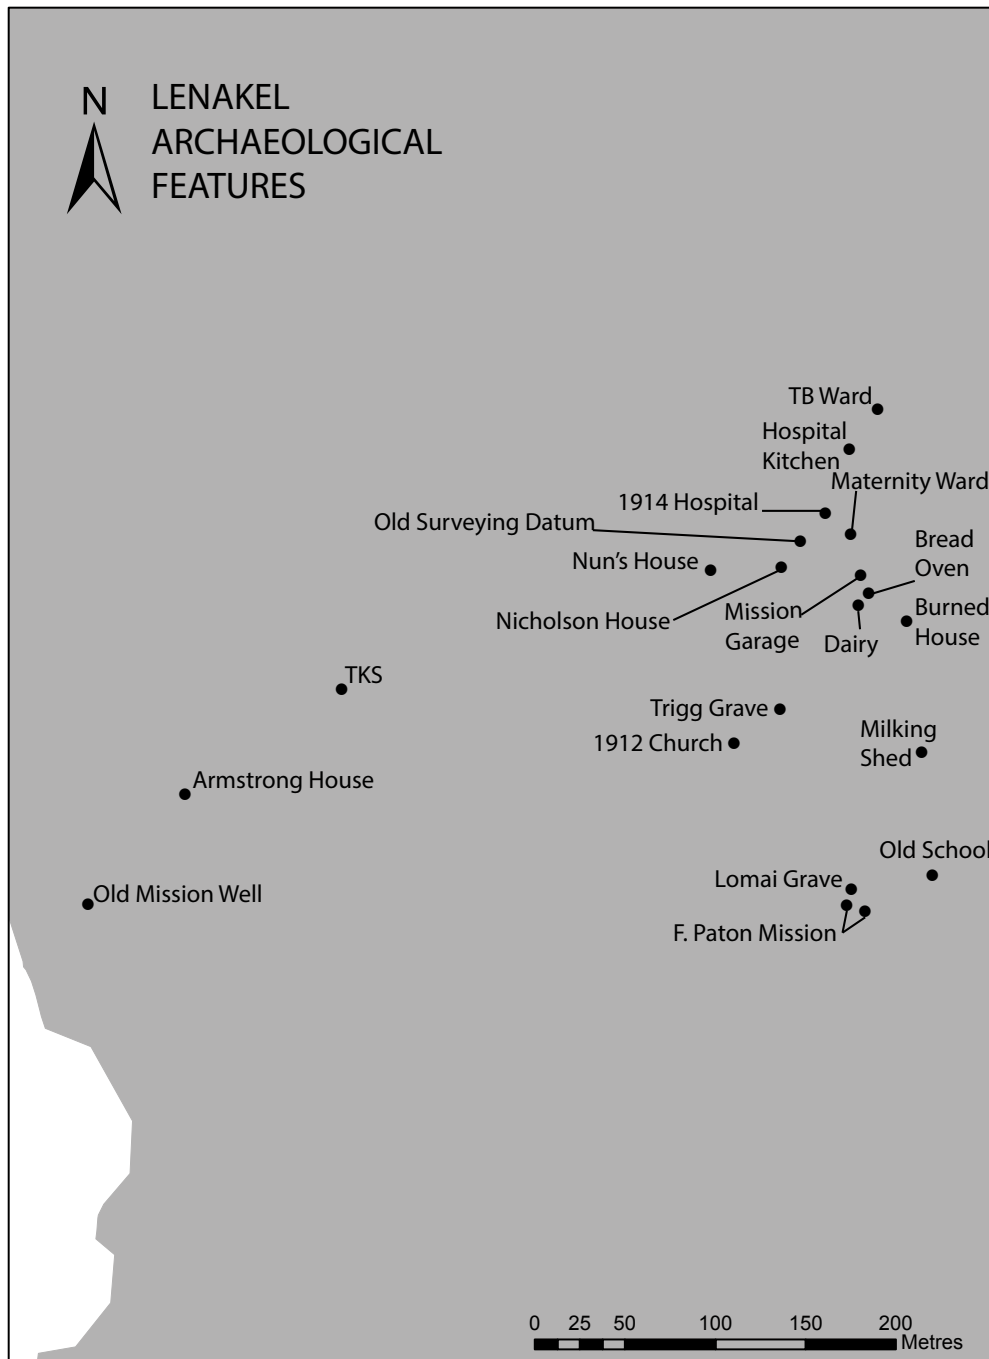 N
LENAKEL
ARCHAEOLOGICAL
FEATURES
TB Ward
Hospital
Kitchen
Maternity Ward
1914 Hospital
Old Surveying Datum
Bread
Oven
Nun's House
Nicholson House
Mission
Garage
Dairy
Burned
House
TKS
Trigg Grave
1912 Church
Milking
Shed
Armstrong House
Old School
Lomai Grave
Old Mission Well
F. Paton Mission
0 25 50 100 150 200
Metres